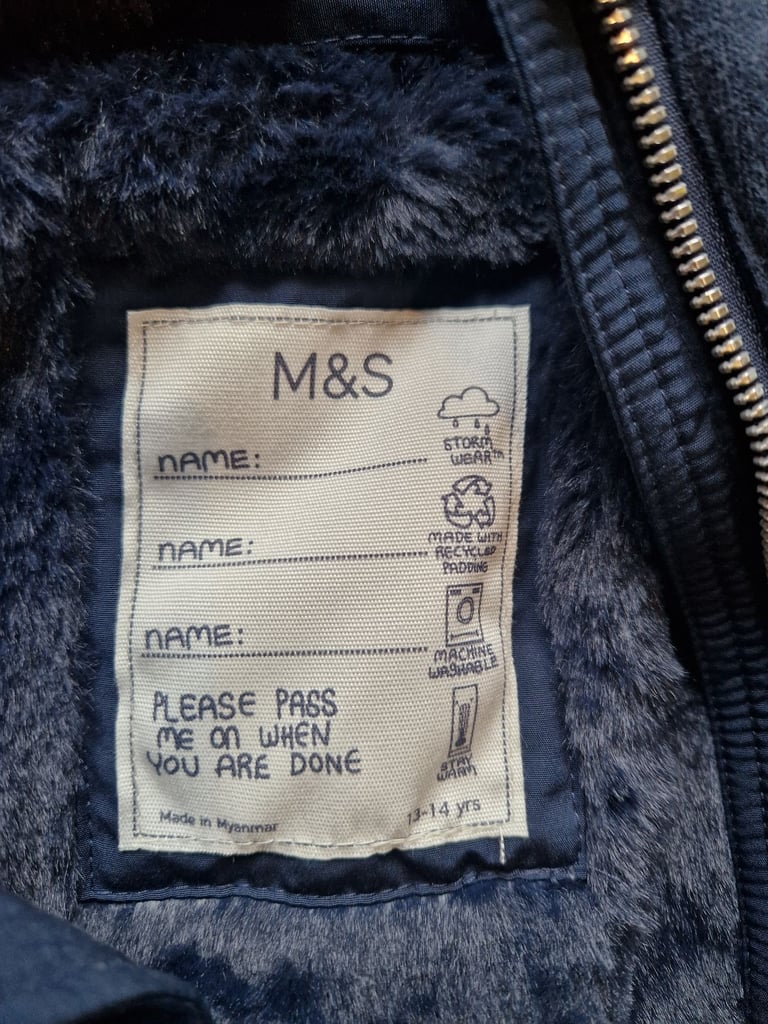 M&S
STORM
WEAR™
NAME:
MADE WITH
RECYCLED
PADDING
NAME:
MACHINE
WASHABLE
NAME:
PLEASE PASS
ME ON WHEN
YOU ARE DONE
STAY
WARM
Made in Myanmar
13-14 yrs